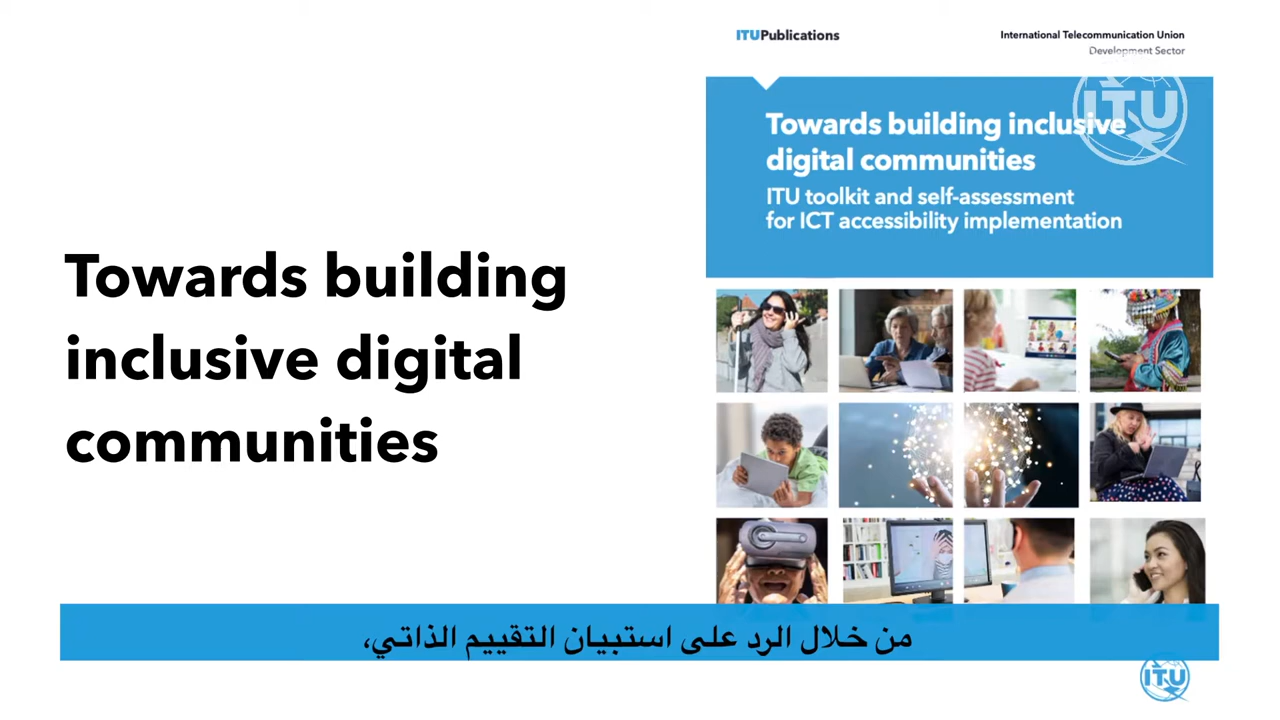 Towards building
inclusive digital
communities
ITUPublications
International Telecommunication Union
Development Sector
Towards building inclusive
digital communities
ITU toolkit and self-assessment
for ICT accessibility implementation
ITU
من خلال الرد على استبيان التقييم الذاتي،
ITU